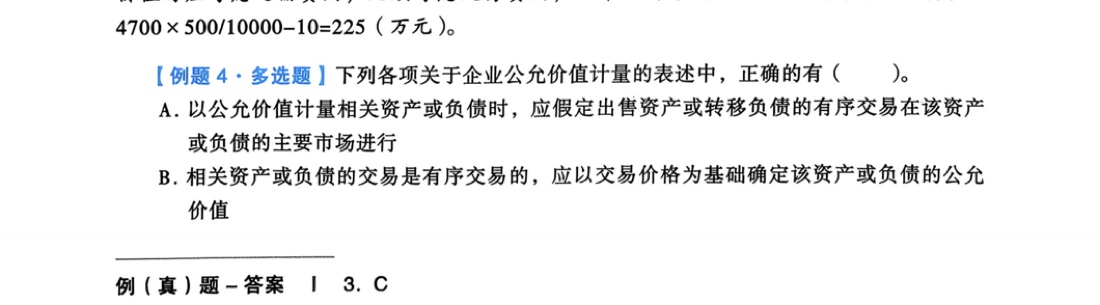 4700×500/10000-10=225（万元）。
【例题 4·多选题】下列各项关于企业公允价值计量的表述中，正确的有（　　）。
A. 以公允价值计量相关资产或负债时，应假定出售资产或转移负债的有序交易在该资产
或负债的主要市场进行
B. 相关资产或负债的交易是有序交易的，应以交易价格为基础确定该资产或负债的公允
价值
例（真）题－答案 | 3. C